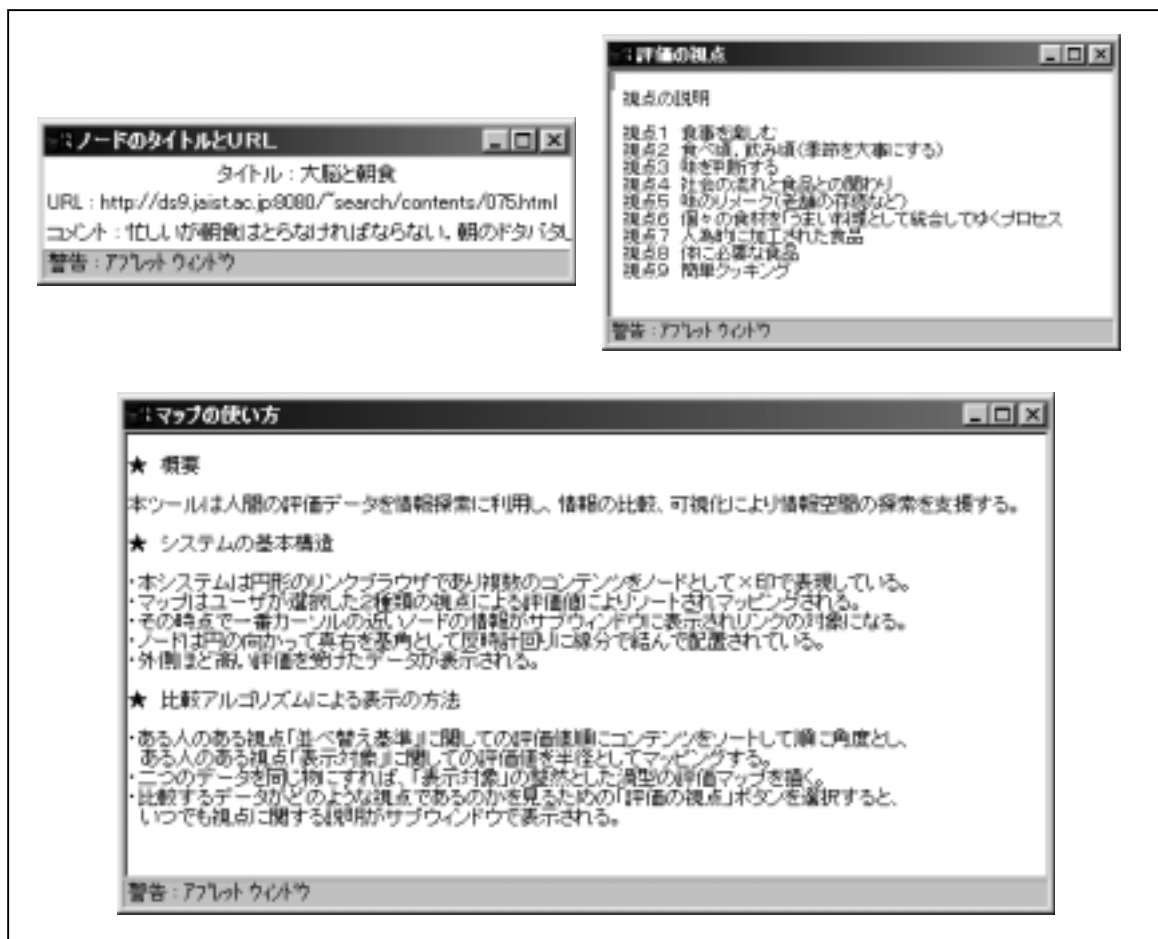 ノードのタイトルとURL
タイトル：大脳と朝食
URL：http://ds9.jaist.ac.jp:8080/~search/contents/075.html
コメント：忙しいが朝食はとらなければならない。朝のドタバタし
警告：アプレット ウィンドウ
評価の視点
視点の説明
視点1 食事を楽しむ
視点2 食べ頃，飲み頃（季節を大事にする）
視点3 味を判断する
視点4 社会の流れと食品との関わり
視点5 味のリメーク（老舗の存続など）
視点6 個々の食材を「うまい料理」として統合してゆくプロセス
視点7 人為的に加工された食品
視点8 体に必要な食品
視点9 簡単クッキング
警告：アプレット ウィンドウ
マップの使い方
★ 概要
本ツールは人間の評価データを情報探索に利用し、情報の比較、可視化により情報空間の探索を支援する。
★ システムの基本構造
・本システムは円形のリンクブラウザであり複数のコンテンツをノードとして×印で表現している。
・マップはユーザが選択した2種類の視点による評価値によりソートされマッピングされる。
・その時点で一番カーソルの近いノードの情報がサブウィンドウに表示されリンクの対象になる。
・ノードは円の向かって真右を基角として反時計回りに線分で結んで配置されている。
・外側ほど高い評価を受けたデータが表示される。
★ 比較アルゴリズムによる表示の方法
・ある人のある視点「並べ替え基準」に関しての評価値順にコンテンツをソートして順に角度とし、
ある人のある視点「表示対象」に関しての評価値を半径としてマッピングする。
・二つのデータを同じ物にすれば、「表示対象」の整然とした渦型の評価マップを描く。
・比較するデータがどのような視点であるのかを見るための「評価の視点」ボタンを選択すると、
いつでも視点に関する説明がサブウィンドウで表示される。
警告：アプレット ウィンドウ